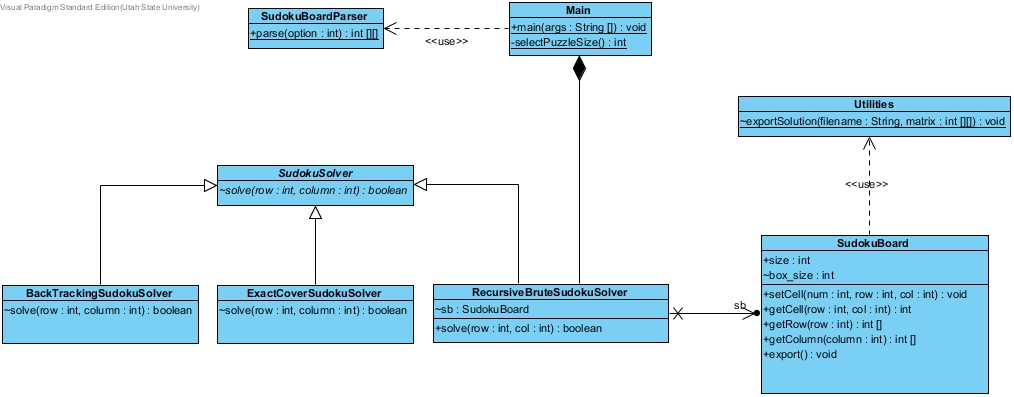 Visual Paradigm Standard Edition(Utah State University)
SudokuBoardParser
+parse(option : int) : int [][]
<<use>>
Main
+main(args : String []) : void
-selectPuzzleSize() : int
Utilities
~exportSolution(filename : String, matrix : int [][]) : void
<<use>>
SudokuSolver
~solve(row : int, column : int) : boolean
BackTrackingSudokuSolver
~solve(row : int, column : int) : boolean
ExactCoverSudokuSolver
~solve(row : int, column : int) : boolean
RecursiveBruteSudokuSolver
~sb : SudokuBoard
+solve(row : int, col : int) : boolean
sb
SudokuBoard
+size : int
~box_size : int
+setCell(num : int, row : int, col : int) : void
+getCell(row : int, col : int) : int
+getRow(row : int) : int []
+getColumn(column : int) : int []
+export() : void